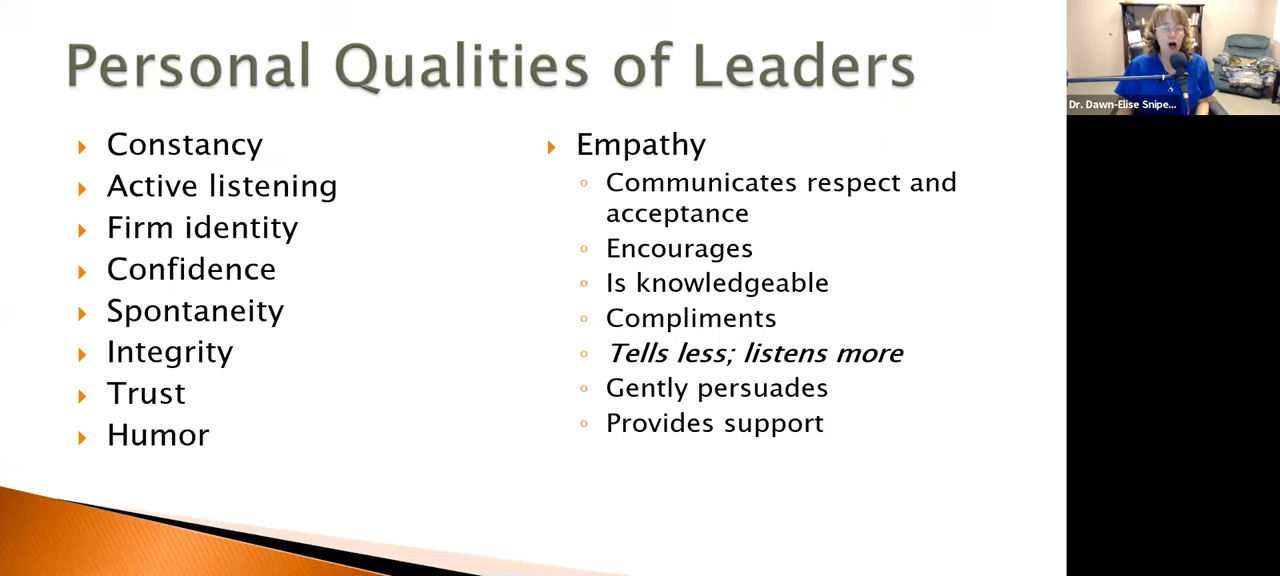 Personal Qualities of Leaders
Constancy
Active listening
Firm identity
Confidence
Spontaneity
Integrity
Trust
Humor
Empathy
Communicates respect and
acceptance
Encourages
Is knowledgeable
Compliments
Tells less; listens more
Gently persuades
Provides support
Dr. Dawn-Elise Snipe...